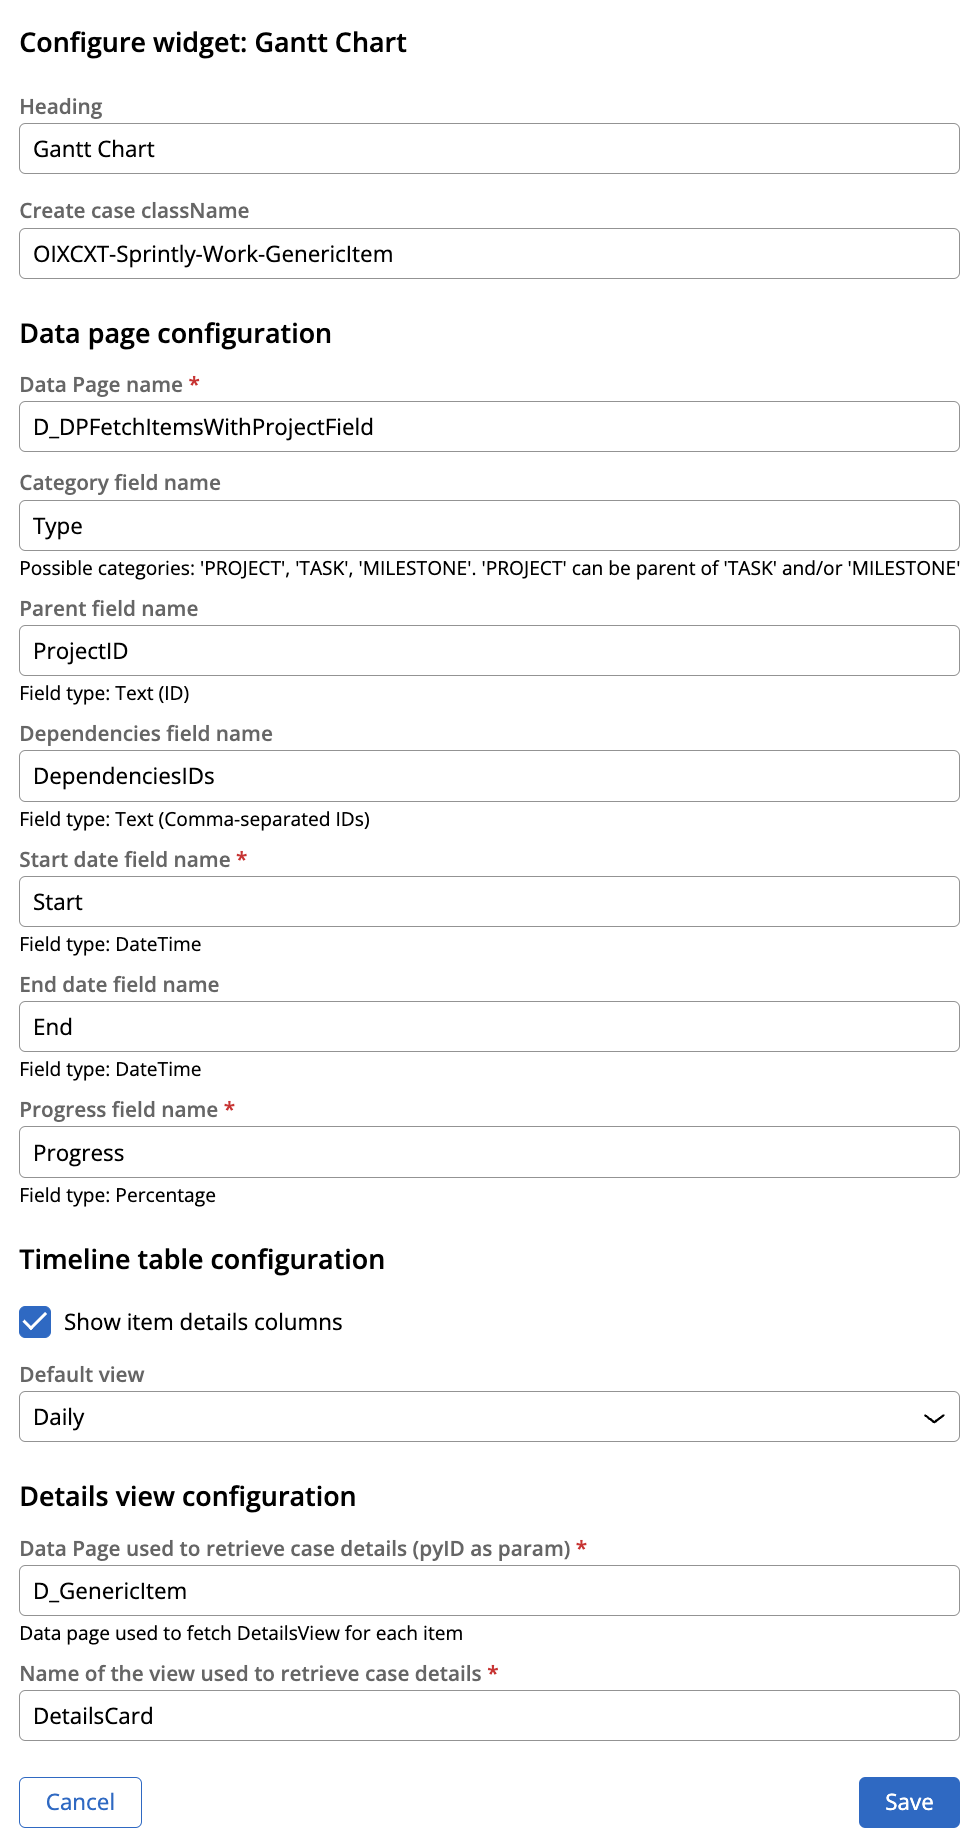 Configure widget: Gantt Chart
Heading
Gantt Chart
Create case className
OIXCXT-Sprintly-Work-GenericItem
Data page configuration
Data Page name *
D_DPFetchItemsWithProjectField
Category field name
Type
Possible categories: 'PROJECT', 'TASK', 'MILESTONE'. 'PROJECT' can be parent of 'TASK' and/or 'MILESTONE'
Parent field name
ProjectID
Field type: Text (ID)
Dependencies field name
DependenciesIDs
Field type: Text (Comma-separated IDs)
Start date field name *
Start
Field type: DateTime
End date field name
End
Field type: DateTime
Progress field name *
Progress
Field type: Percentage
Timeline table configuration
Show item details columns
Default view
Daily
Details view configuration
Data Page used to retrieve case details (pyID as param) *
D_GenericItem
Data page used to fetch DetailsView for each item
Name of the view used to retrieve case details *
DetailsCard
Cancel
Save